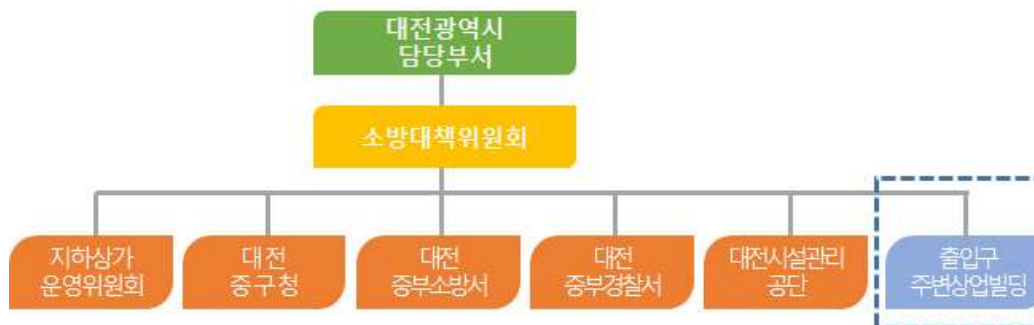 대전광역시
담당부서
소방대책위원회
지하상가
운영위원회
대전
중구청
대전
중부소방서
대전
중부경찰서
대전시설관리
공단
출입구
주변상업빌딩